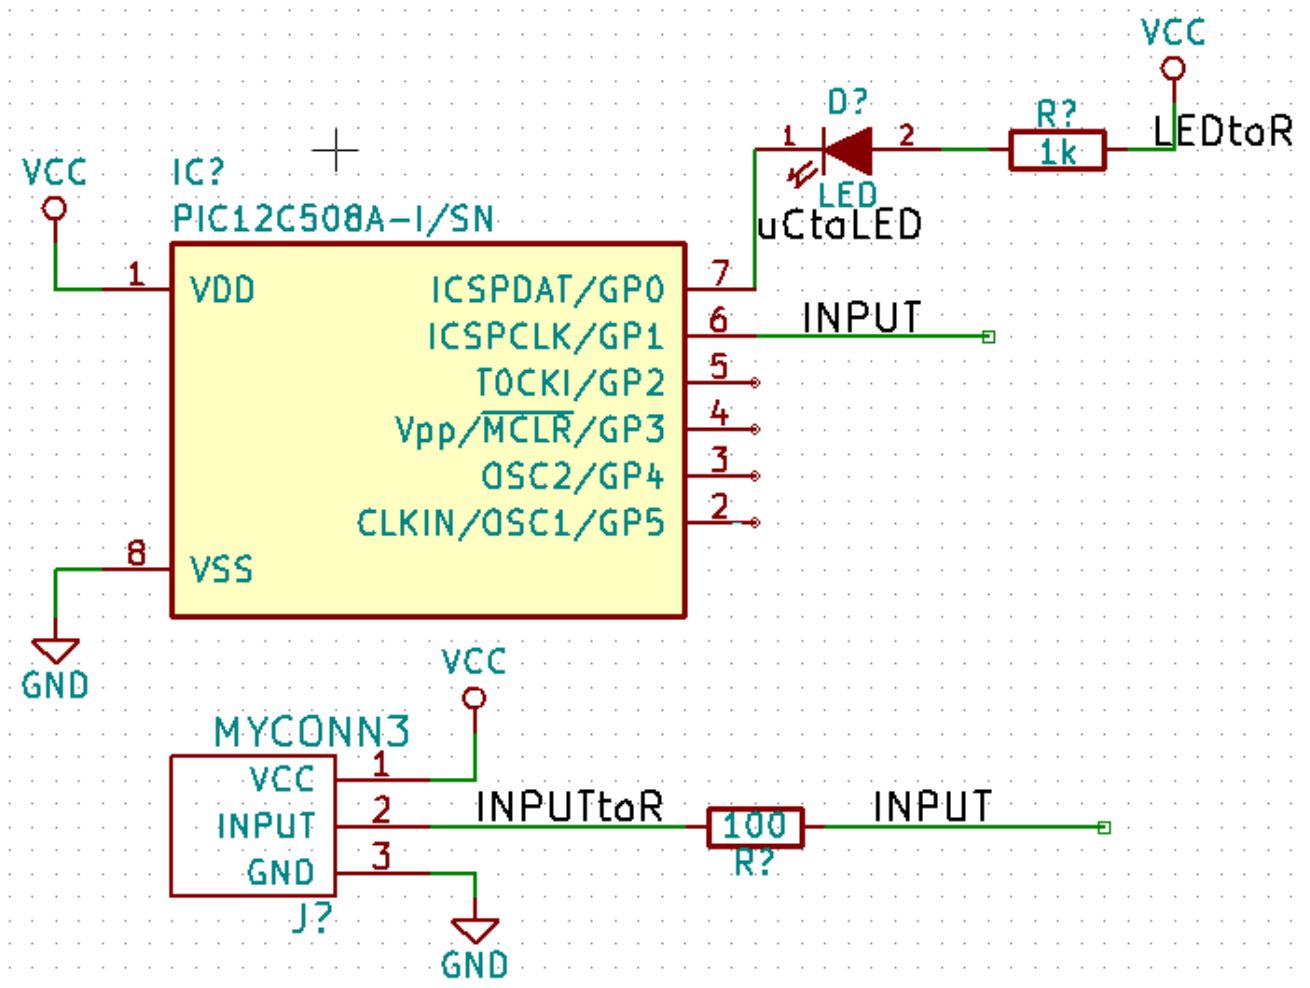 VCC
D?
R?
LEDtoR
1
2
1k
VCC
IC?
LED
PIC12C508A-I/SN
uCtoLED
1
VDD
ICSPDAT/GP0
7
ICSPCLK/GP1
6
INPUT
T0CKI/GP2
5
Vpp/MCLR/GP3
4
OSC2/GP4
3
CLKIN/OSC1/GP5
2
8
VSS
GND
VCC
MYCONN3
VCC
1
INPUT
2
INPUTtoR
100
INPUT
GND
3
R?
J?
GND